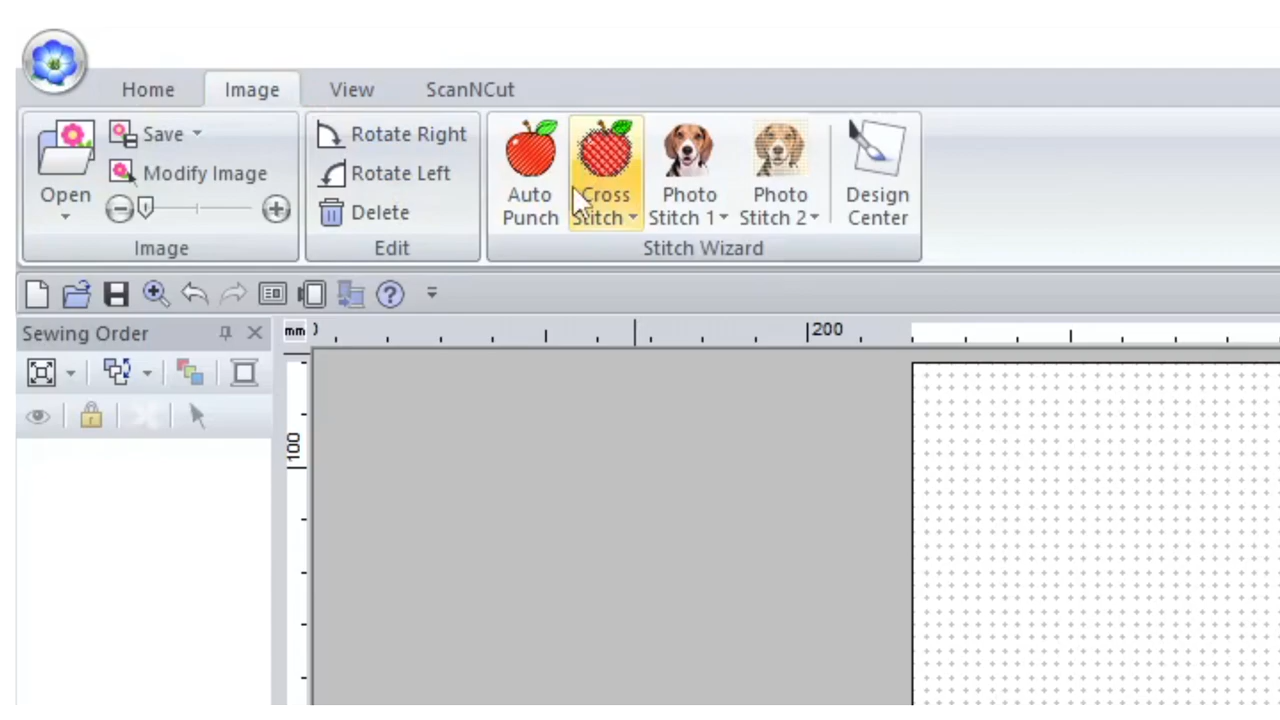 Home Image View ScanNCut
Open
Save
Modify Image
Image
Rotate Right
Rotate Left
Delete
Edit
Auto
Punch
Cross
Stitch
Photo
Stitch 1
Photo
Stitch 2
Design
Center
Stitch Wizard
Sewing Order
mm
200
100